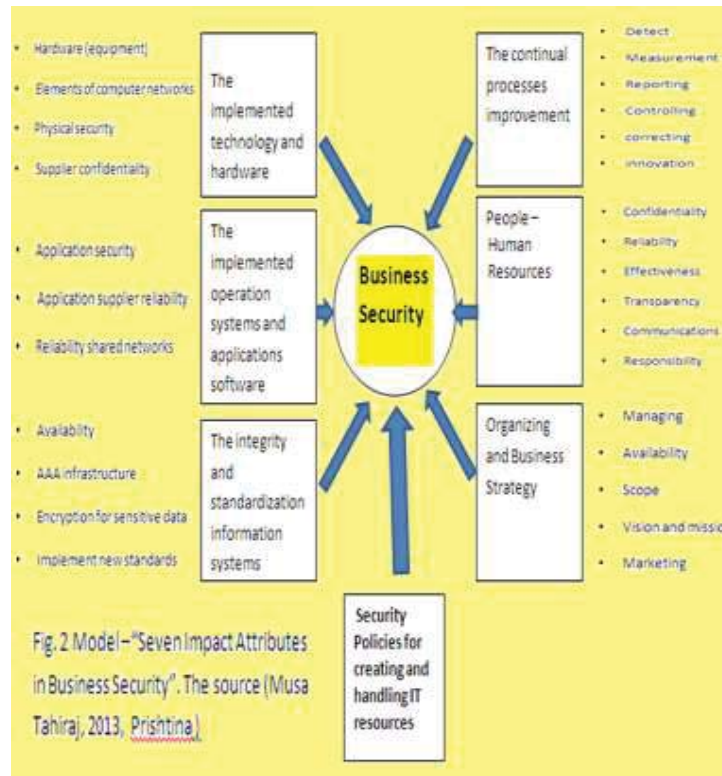 • Hardware (equipment)
• Elements of computer networks
• Physical security
• Supplier confidentiality
The
implemented
technology and
hardware
The continual
processes
improvement
• Detect
• Measurement
• Reporting
• Controlling
• correcting
• innovation
• Application security
• Application supplier reliability
• Reliability shared networks
The
implemented
operation
systems and
applications
software
Business
Security
People –
Human
Resources
• Confidentiality
• Reliability
• Effectiveness
• Transparency
• Communications
• Responsibility
• Availability
• AAA infrastructure
• Encryption for sensitive data
• Implement new standards
The integrity
and
standardization
information
systems
Organizing
and Business
Strategy
• Managing
• Availability
• Scope
• Vision and missio
• Marketing
Security
Policies for
creating and
handling IT
resources
Fig. 2 Model – “Seven Impact Attributes
in Business Security”. The source (Musa
Tahiraj, 2013, Prishtina)